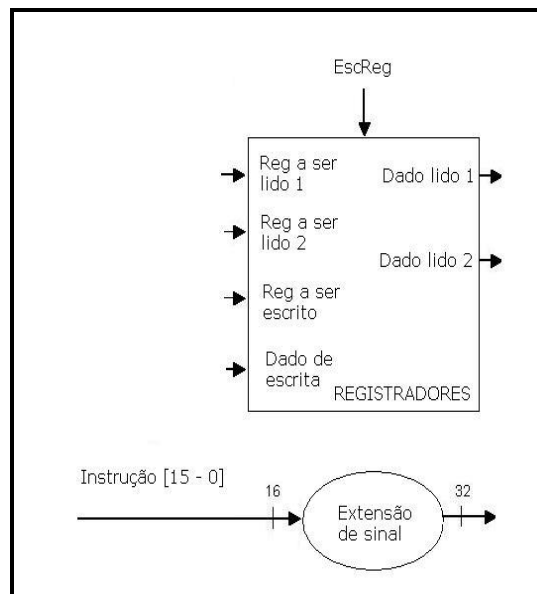 EscReg
Reg a ser
lido 1
Dado lido 1
Reg a ser
lido 2
Dado lido 2
Reg a ser
escrito
Dado de
escrita
REGISTRADORES
Instrução [15 - 0]
16
32
Extensão
de sinal